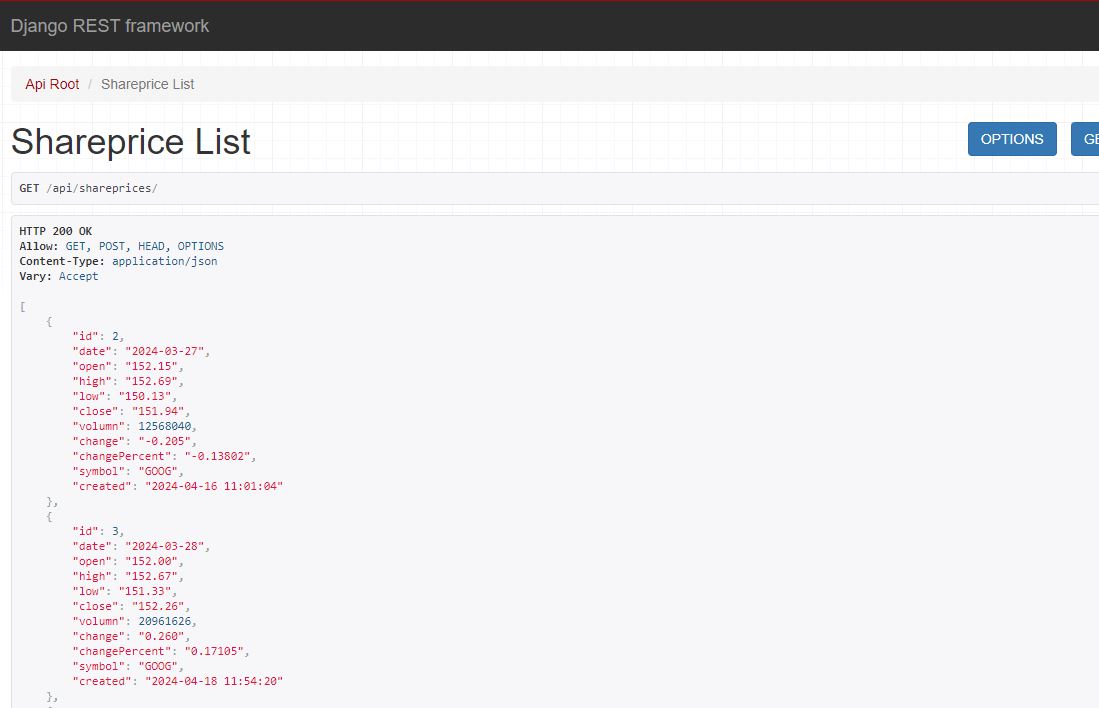 Django REST framework
Api Root / Shareprice List
Shareprice List
OPTIONS
GE
GET /api/shareprices/
HTTP 200 OK
Allow: GET, POST, HEAD, OPTIONS
Content-Type: application/json
Vary: Accept
[
{
"id": 2,
"date": "2024-03-27",
"open": "152.15",
"high": "152.69",
"low": "150.13",
"close": "151.94",
"volumn": 12568040,
"change": "-0.205",
"changePercent": "-0.13802",
"symbol": "GOOG",
"created": "2024-04-16 11:01:04"
},
{
"id": 3,
"date": "2024-03-28",
"open": "152.00",
"high": "152.67",
"low": "151.33",
"close": "152.26",
"volumn": 20961626,
"change": "0.260",
"changePercent": "0.17105",
"symbol": "GOOG",
"created": "2024-04-18 11:54:20"
},